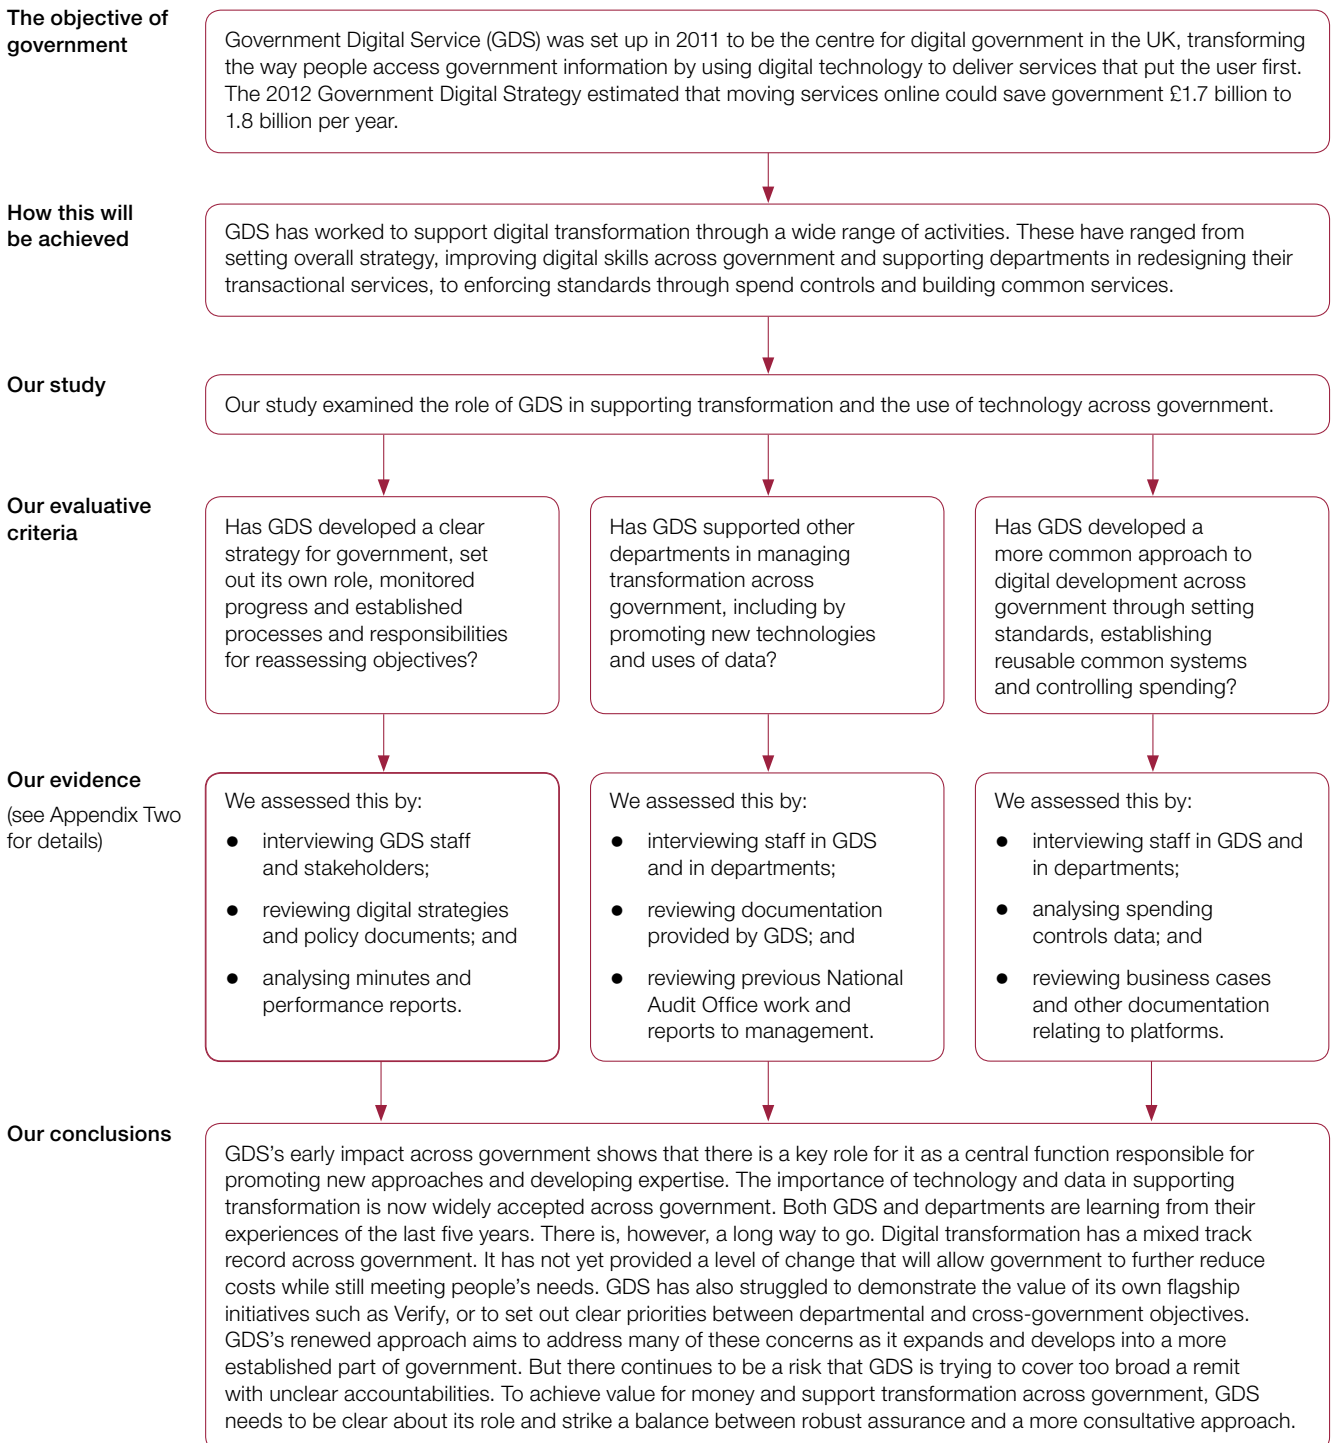 The objective of
government
Government Digital Service (GDS) was set up in 2011 to be the centre for digital government in the UK, transforming
the way people access government information by using digital technology to deliver services that put the user first.
The 2012 Government Digital Strategy estimated that moving services online could save government £1.7 billion to
1.8 billion per year.
How this will
be achieved
GDS has worked to support digital transformation through a wide range of activities. These have ranged from
setting overall strategy, improving digital skills across government and supporting departments in redesigning their
transactional services, to enforcing standards through spend controls and building common services.
Our study
Our study examined the role of GDS in supporting transformation and the use of technology across government.
Our evaluative
criteria
Has GDS developed a clear
strategy for government, set
out its own role, monitored
progress and established
processes and responsibilities
for reassessing objectives?
Has GDS supported other
departments in managing
transformation across
government, including by
promoting new technologies
and uses of data?
Has GDS developed a
more common approach to
digital development across
government through setting
standards, establishing
reusable common systems
and controlling spending?
Our evidence
(see Appendix Two
for details)
We assessed this by:
● interviewing GDS staff
and stakeholders;
● reviewing digital strategies
and policy documents; and
● analysing minutes and
performance reports.
We assessed this by:
● interviewing staff in GDS
and in departments;
● reviewing documentation
provided by GDS; and
● reviewing previous National
Audit Office work and
reports to management.
We assessed this by:
● interviewing staff in GDS and
in departments;
● analysing spending
controls data; and
● reviewing business cases
and other documentation
relating to platforms.
Our conclusions
GDS's early impact across government shows that there is a key role for it as a central function responsible for
promoting new approaches and developing expertise. The importance of technology and data in supporting
transformation is now widely accepted across government. Both GDS and departments are learning from their
experiences of the last five years. There is, however, a long way to go. Digital transformation has a mixed track
record across government. It has not yet provided a level of change that will allow government to further reduce
costs while still meeting people's needs. GDS has also struggled to demonstrate the value of its own flagship
initiatives such as Verify, or to set out clear priorities between departmental and cross-government objectives.
GDS's renewed approach aims to address many of these concerns as it expands and develops into a more
established part of government. But there continues to be a risk that GDS is trying to cover too broad a remit
with unclear accountabilities. To achieve value for money and support transformation across government, GDS
needs to be clear about its role and strike a balance between robust assurance and a more consultative approach.